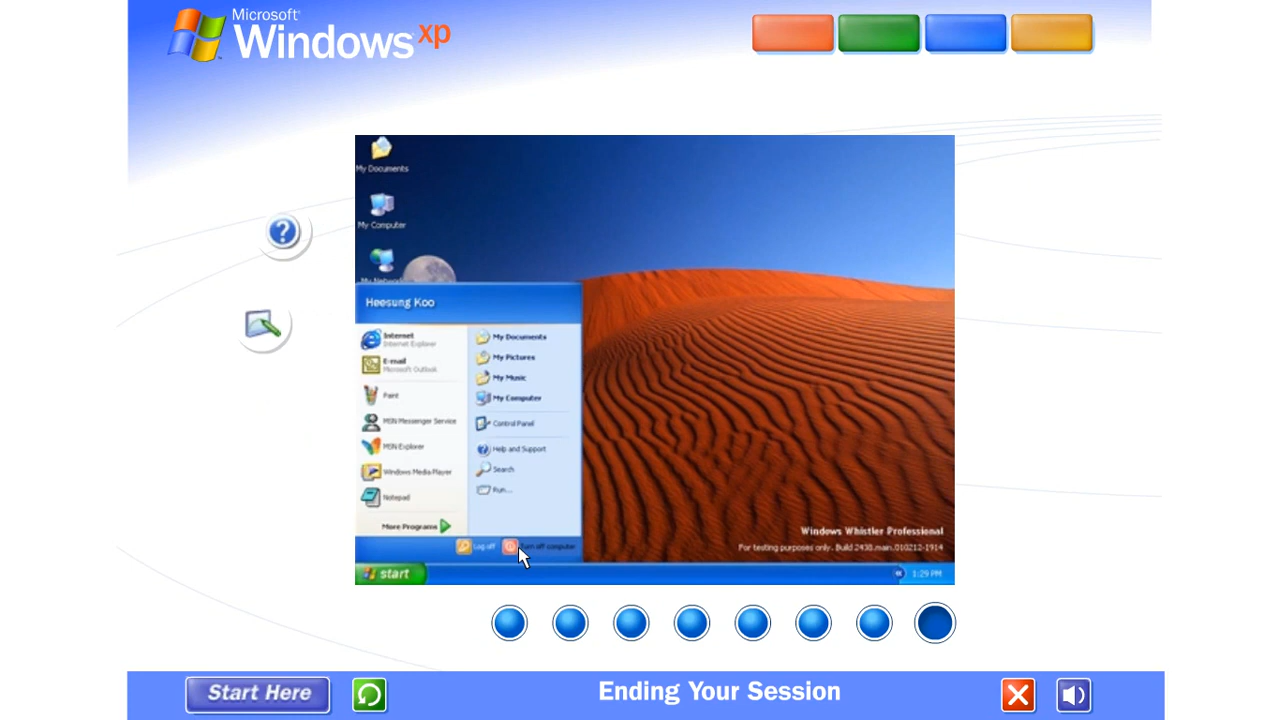 Microsoft®
Windows xp
My Documents
My Computer
My Network
Heesung Koo
Internet
Internet Explorer
E-mail
Microsoft Outlook
Paint
MSN Messenger Service
MSN Explorer
Windows Media Player
Notepad
More Programs
My Documents
My Pictures
My Music
My Computer
Control Panel
Help and Support
Search
Run...
Log off
Turn off computer
Windows Whistler Professional
For testing purposes only. Build 2438.main.010212-1914
start
1:29 PM
Start Here
Ending Your Session